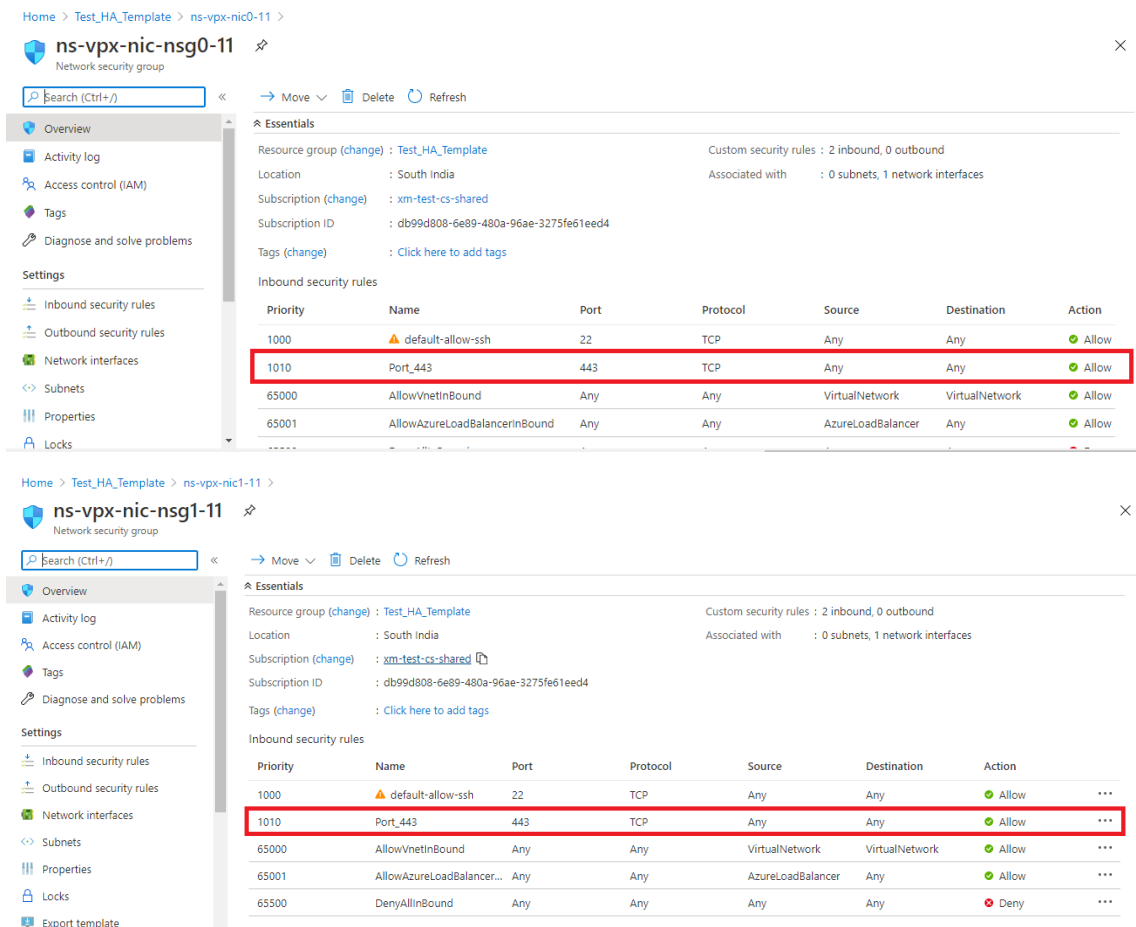 Home > Test_HA_Template > ns-vpx-nic0-11 >
ns-vpx-nic-nsg0-11
Network security group
Search (Ctrl+/)
«
Move
Delete
Refresh
Overview
Activity log
Access control (IAM)
Tags
Diagnose and solve problems
Settings
Inbound security rules
Outbound security rules
Network interfaces
Subnets
Properties
Locks
Essentials
Resource group (change) : Test_HA_Template
Location : South India
Subscription (change) : xm-test-cs-shared
Subscription ID : db99d808-6e89-480a-96ae-3275fe61eed4
Tags (change) : Click here to add tags
Custom security rules : 2 inbound, 0 outbound
Associated with : 0 subnets, 1 network interfaces
Inbound security rules
Priority Name Port Protocol Source Destination Action
1000 default-allow-ssh 22 TCP Any Any Allow
1010 Port_443 443 TCP Any Any Allow
65000 AllowVnetInBound Any Any VirtualNetwork VirtualNetwork Allow
65001 AllowAzureLoadBalancerInBound Any Any AzureLoadBalancer Any Allow
Home > Test_HA_Template > ns-vpx-nic1-11 >
ns-vpx-nic-nsg1-11
Network security group
Search (Ctrl+/)
«
Move
Delete
Refresh
Overview
Activity log
Access control (IAM)
Tags
Diagnose and solve problems
Settings
Inbound security rules
Outbound security rules
Network interfaces
Subnets
Properties
Locks
Export template
Essentials
Resource group (change) : Test_HA_Template
Location : South India
Subscription (change) : xm-test-cs-shared
Subscription ID : db99d808-6e89-480a-96ae-3275fe61eed4
Tags (change) : Click here to add tags
Custom security rules : 2 inbound, 0 outbound
Associated with : 0 subnets, 1 network interfaces
Inbound security rules
Priority Name Port Protocol Source Destination Action
1000 default-allow-ssh 22 TCP Any Any Allow ...
1010 Port_443 443 TCP Any Any Allow ...
65000 AllowVnetInBound Any Any VirtualNetwork VirtualNetwork Allow ...
65001 AllowAzureLoadBalancer... Any Any AzureLoadBalancer Any Allow ...
65500 DenyAllInBound Any Any Any Any Deny ...